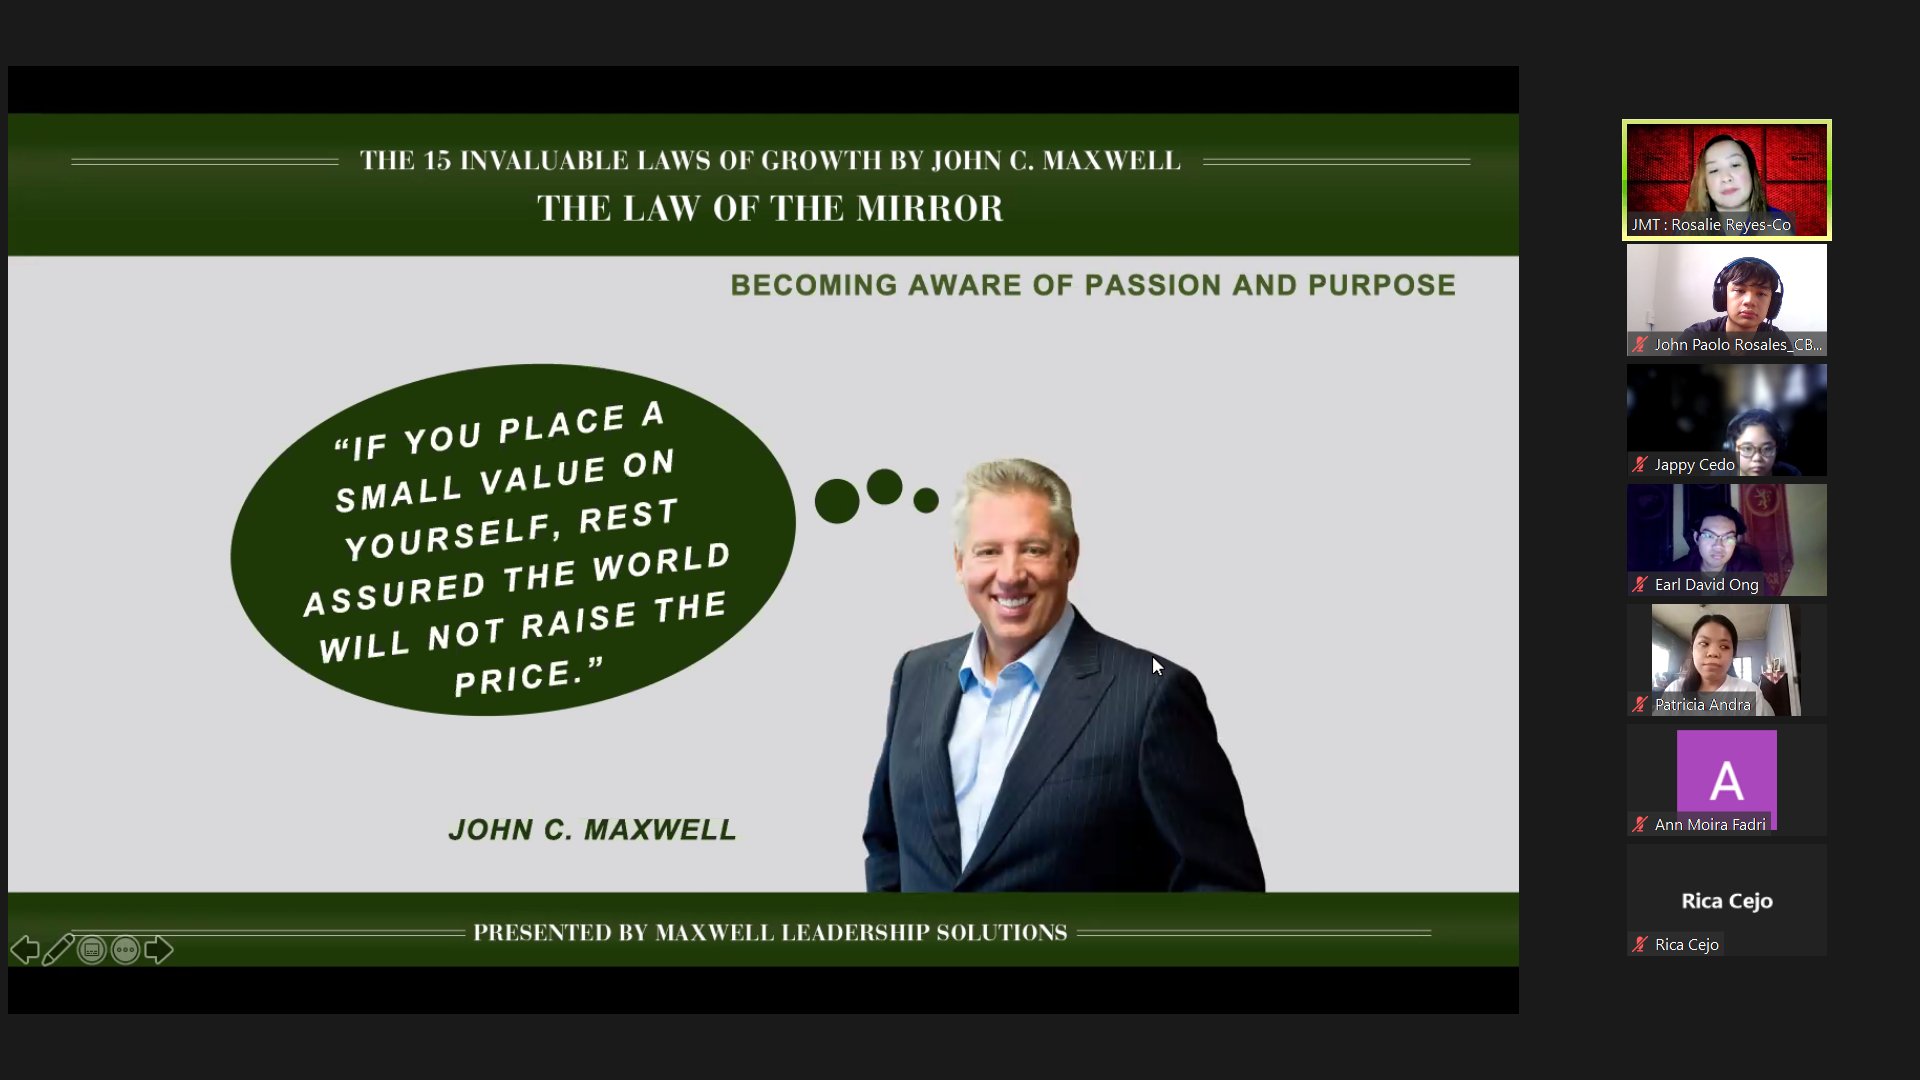 THE 15 INVALUABLE LAWS OF GROWTH BY JOHN C. MAXWELL
THE LAW OF THE MIRROR
BECOMING AWARE OF PASSION AND PURPOSE
“IF YOU PLACE A
SMALL VALUE ON
YOURSELF, REST
ASSURED THE WORLD
WILL NOT RAISE THE
PRICE.”
JOHN C. MAXWELL
PRESENTED BY MAXWELL LEADERSHIP SOLUTIONS
JMT : Rosalie Reyes-Co
John Paolo Rosales_CB...
Jappy Cedo
Earl David Ong
Patricia Andra
A
Ann Moira Fadri
Rica Cejo
Rica Cejo